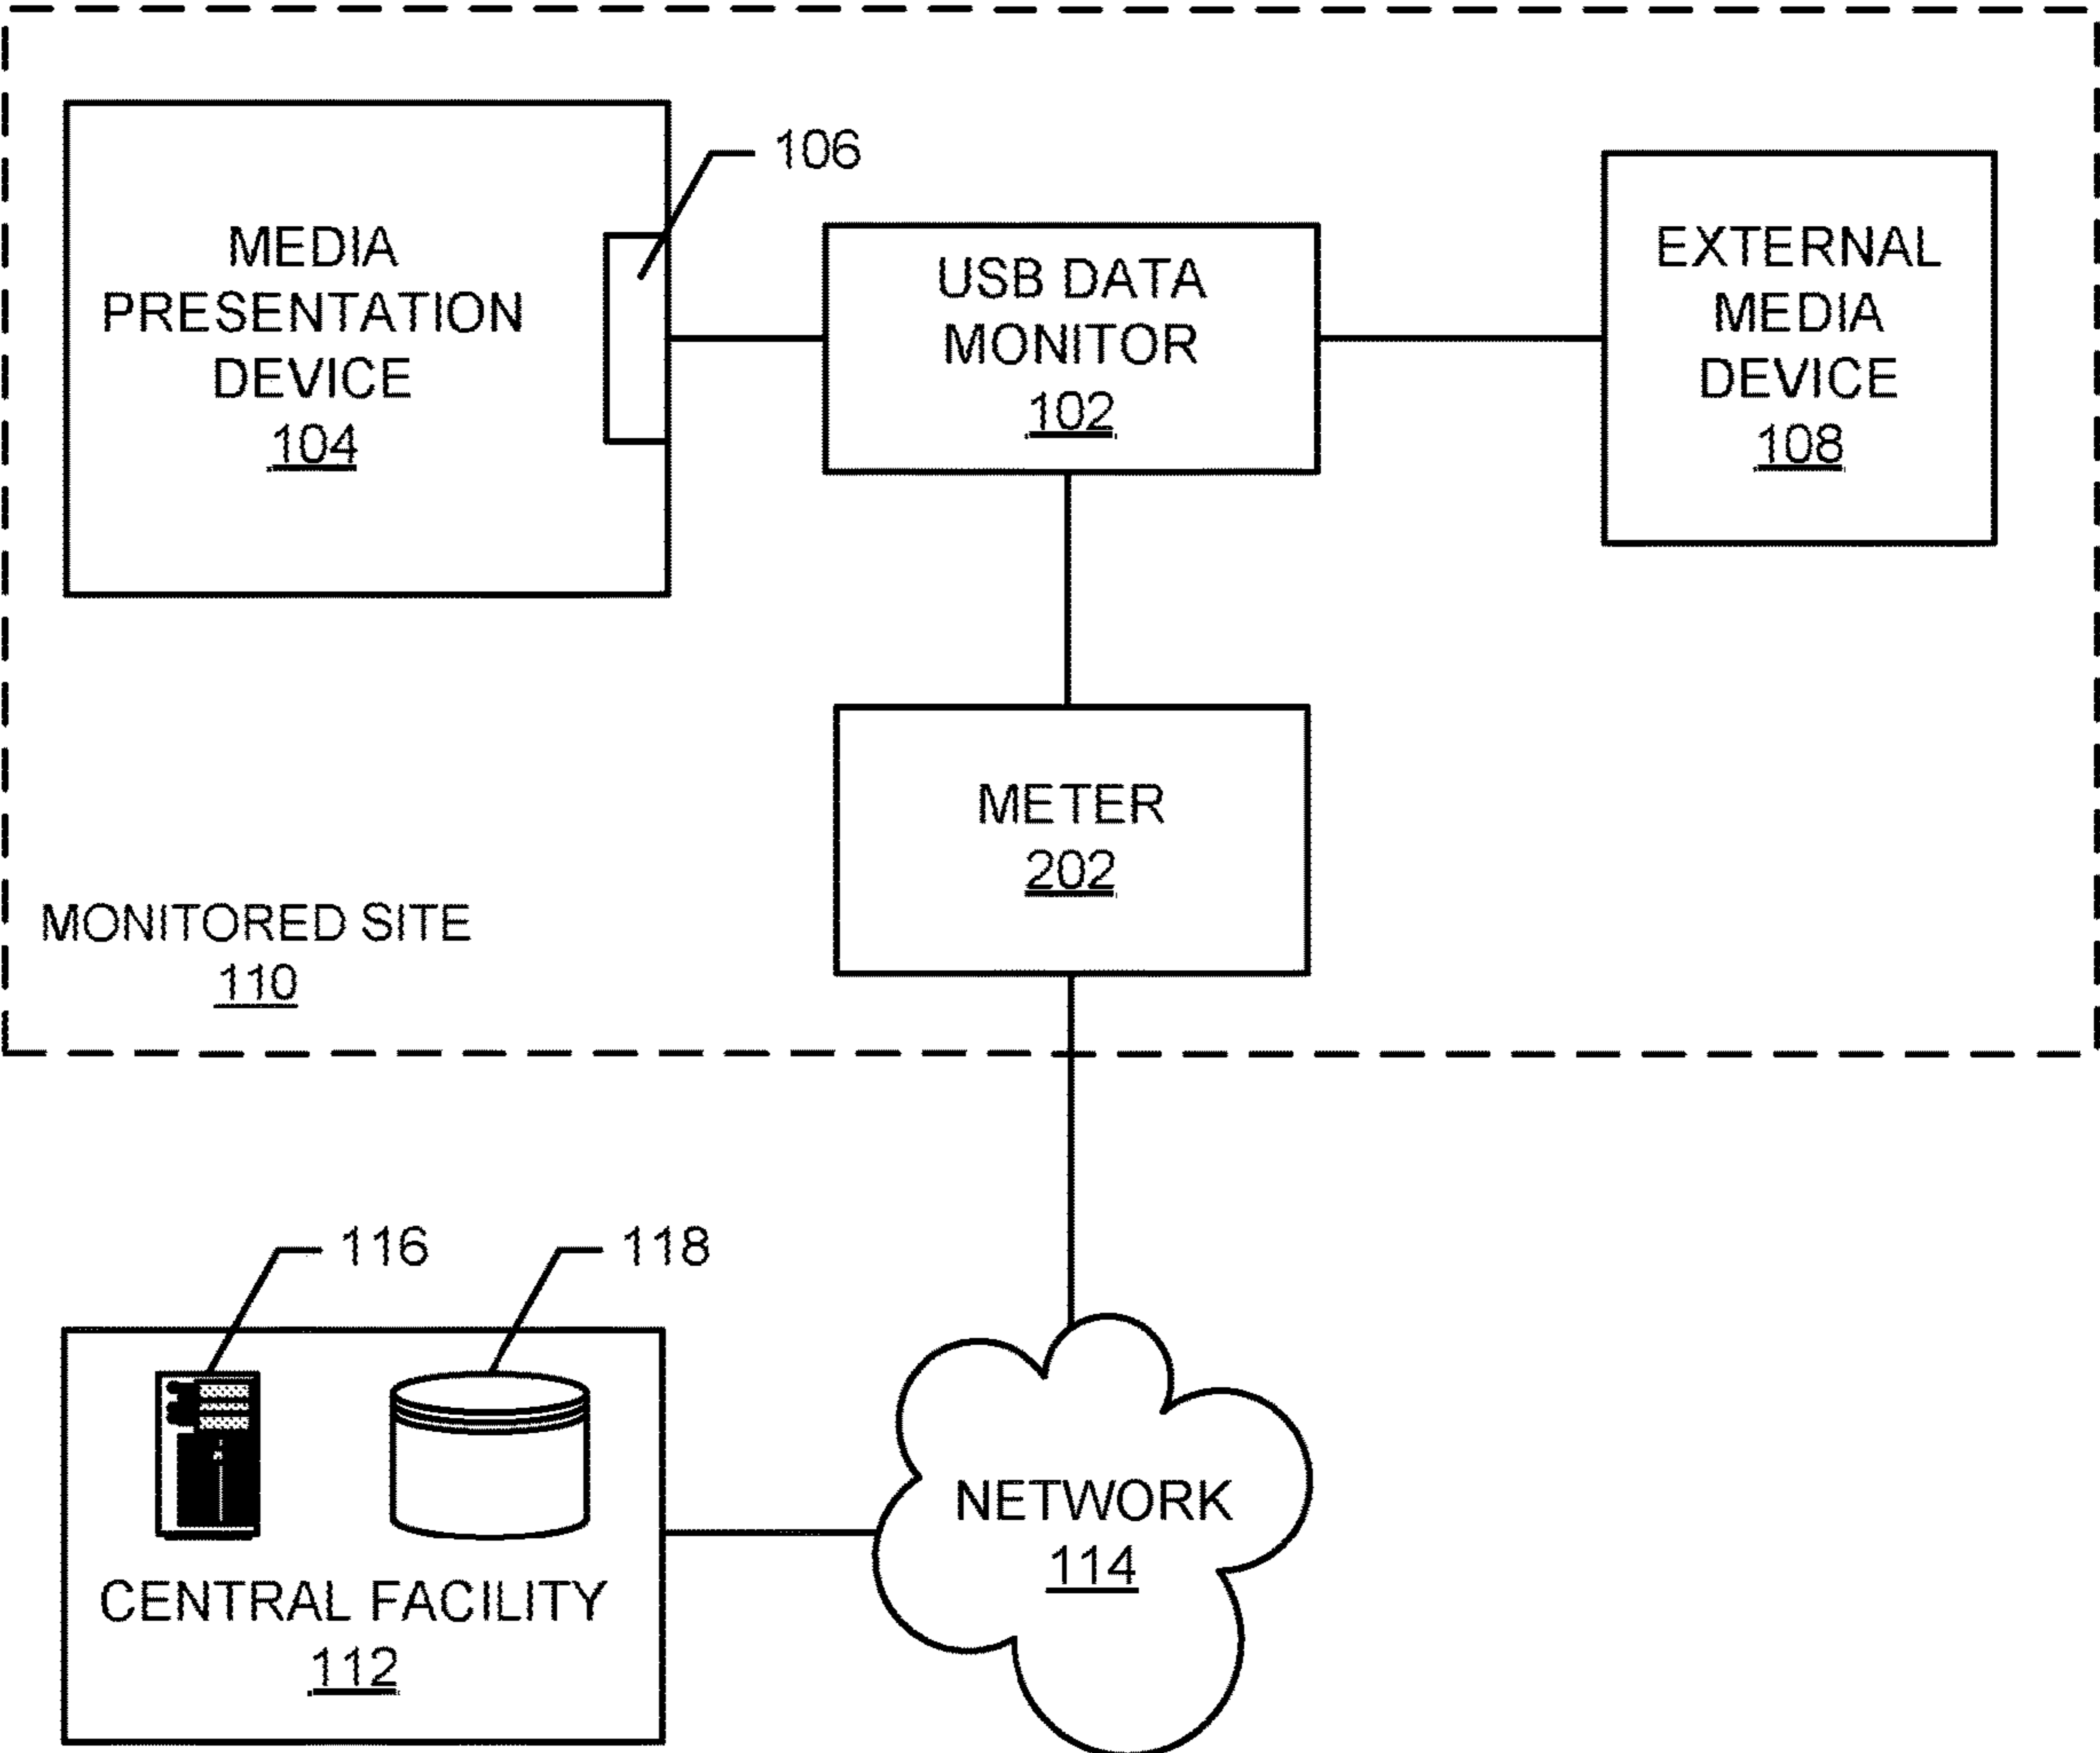 106
MEDIA
PRESENTATION
DEVICE
104
USB DATA
MONITOR
102
EXTERNAL
MEDIA
DEVICE
108
METER
202
MONITORED SITE
110
116
118
CENTRAL FACILITY
112
NETWORK
114